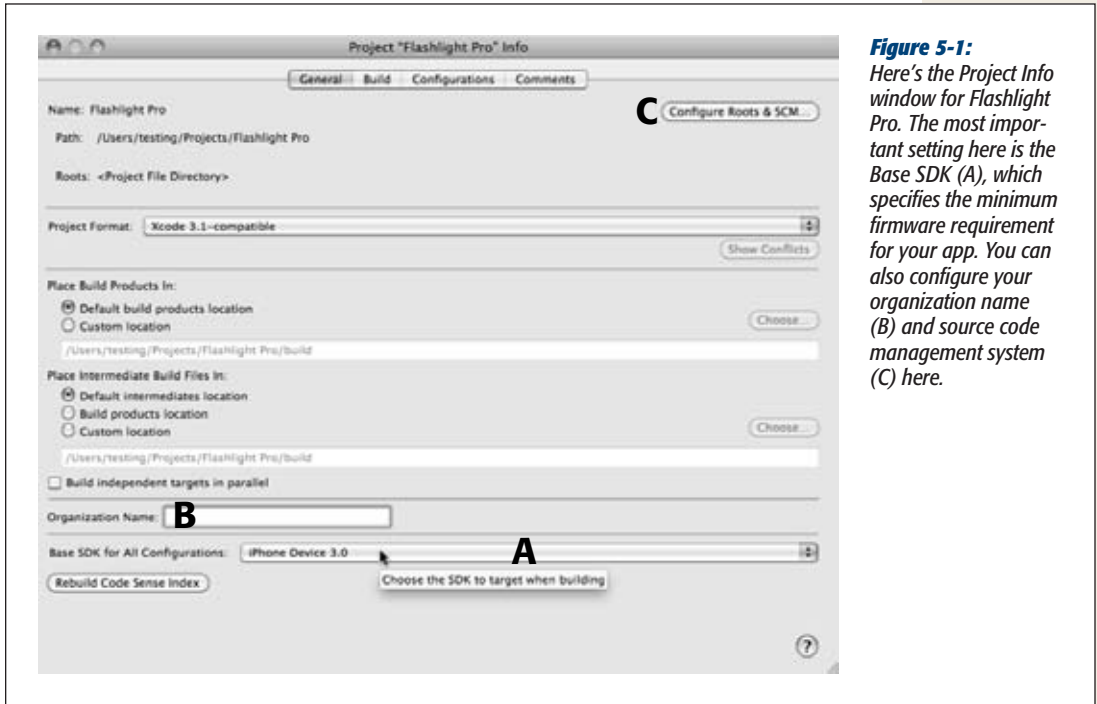 Project "Flashlight Pro" Info
General Build Configurations Comments
Name: Flashlight Pro
C Configure Roots & SCM...
Path: /Users/testing/Projects/Flashlight Pro
Roots: <Project File Directory>
Project Format: Xcode 3.1-compatible
Show Conflicts
Place Build Products In:
Default build products location
Custom location
Choose...
/Users/testing/Projects/Flashlight Pro/build
Place Intermediate Build Files In:
Default intermediates location
Build products location
Custom location
Choose...
/Users/testing/Projects/Flashlight Pro/build
Build independent targets in parallel
Organization Name: B
Base SDK for All Configurations: iPhone Device 3.0 A
Choose the SDK to target when building
Rebuild Code Sense Index
?
Figure 5-1:
Here's the Project Info
window for Flashlight
Pro. The most impor-
tant setting here is the
Base SDK (A), which
specifies the minimum
firmware requirement
for your app. You can
also configure your
organization name
(B) and source code
management system
(C) here.